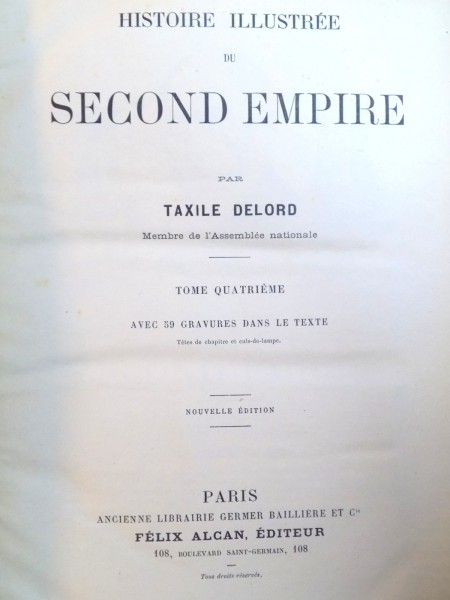 HISTOIRE ILLUSTRÉE
DU
SECOND EMPIRE
PAR
TAXILE DELORD
Membre de l'Assemblée nationale
TOME QUATRIÈME
AVEC 59 GRAVURES DANS LE TEXTE
Têtes de chapitre et culs-de-lampe.
NOUVELLE ÉDITION
PARIS
ANCIENNE LIBRAIRIE GERMER BAILLIÈRE ET Cie
FÉLIX ALCAN, ÉDITEUR
108, BOULEVARD SAINT-GERMAIN, 108
Tous droits réservés.